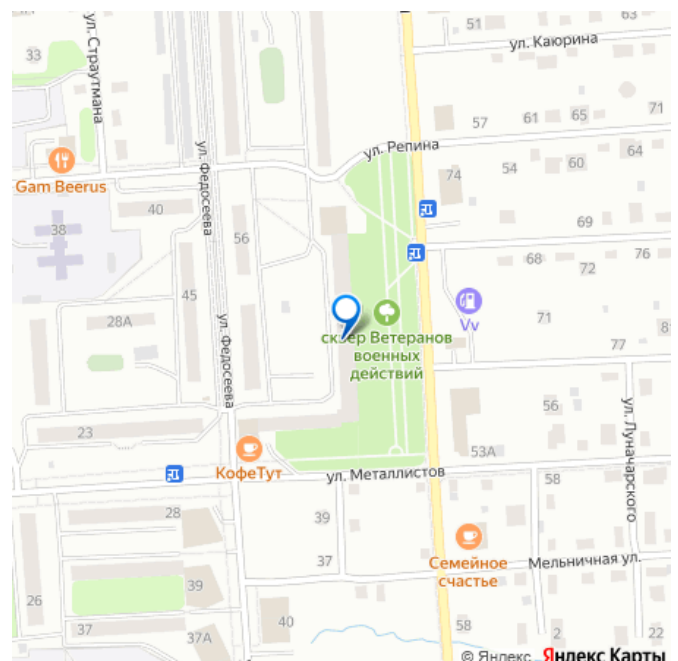 51
63
ул. Каюрина
33
ул. Страутмана
57
61
65
71
ул. Репина
54
60
64
Gam Beerus
ул. Федосеева
74
40
38
56
69
68
72
76
45
28А
Vv
71
сквер Ветеранов
военных
действий
77
ул. Федосеева
56
ул. Луначарского
23
53А
КофеТут
ул. Металлистов
58
28
39
37
Семейное
счастье
Мельничная ул.
26
39
37
37А
40
58
2
22
© Яндекс
Яндекс Карты